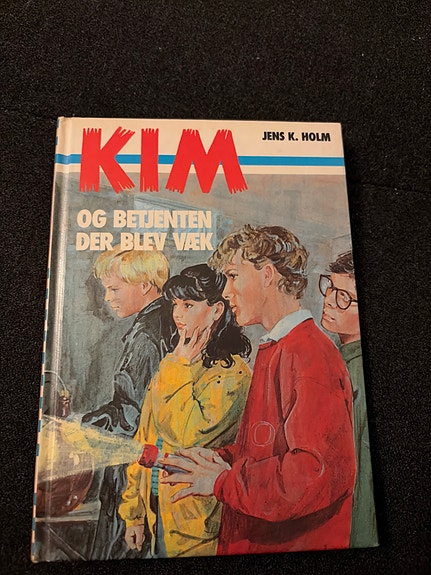 JENS K. HOLM
KIM
OG BETJENTEN
DER BLEV VÆK